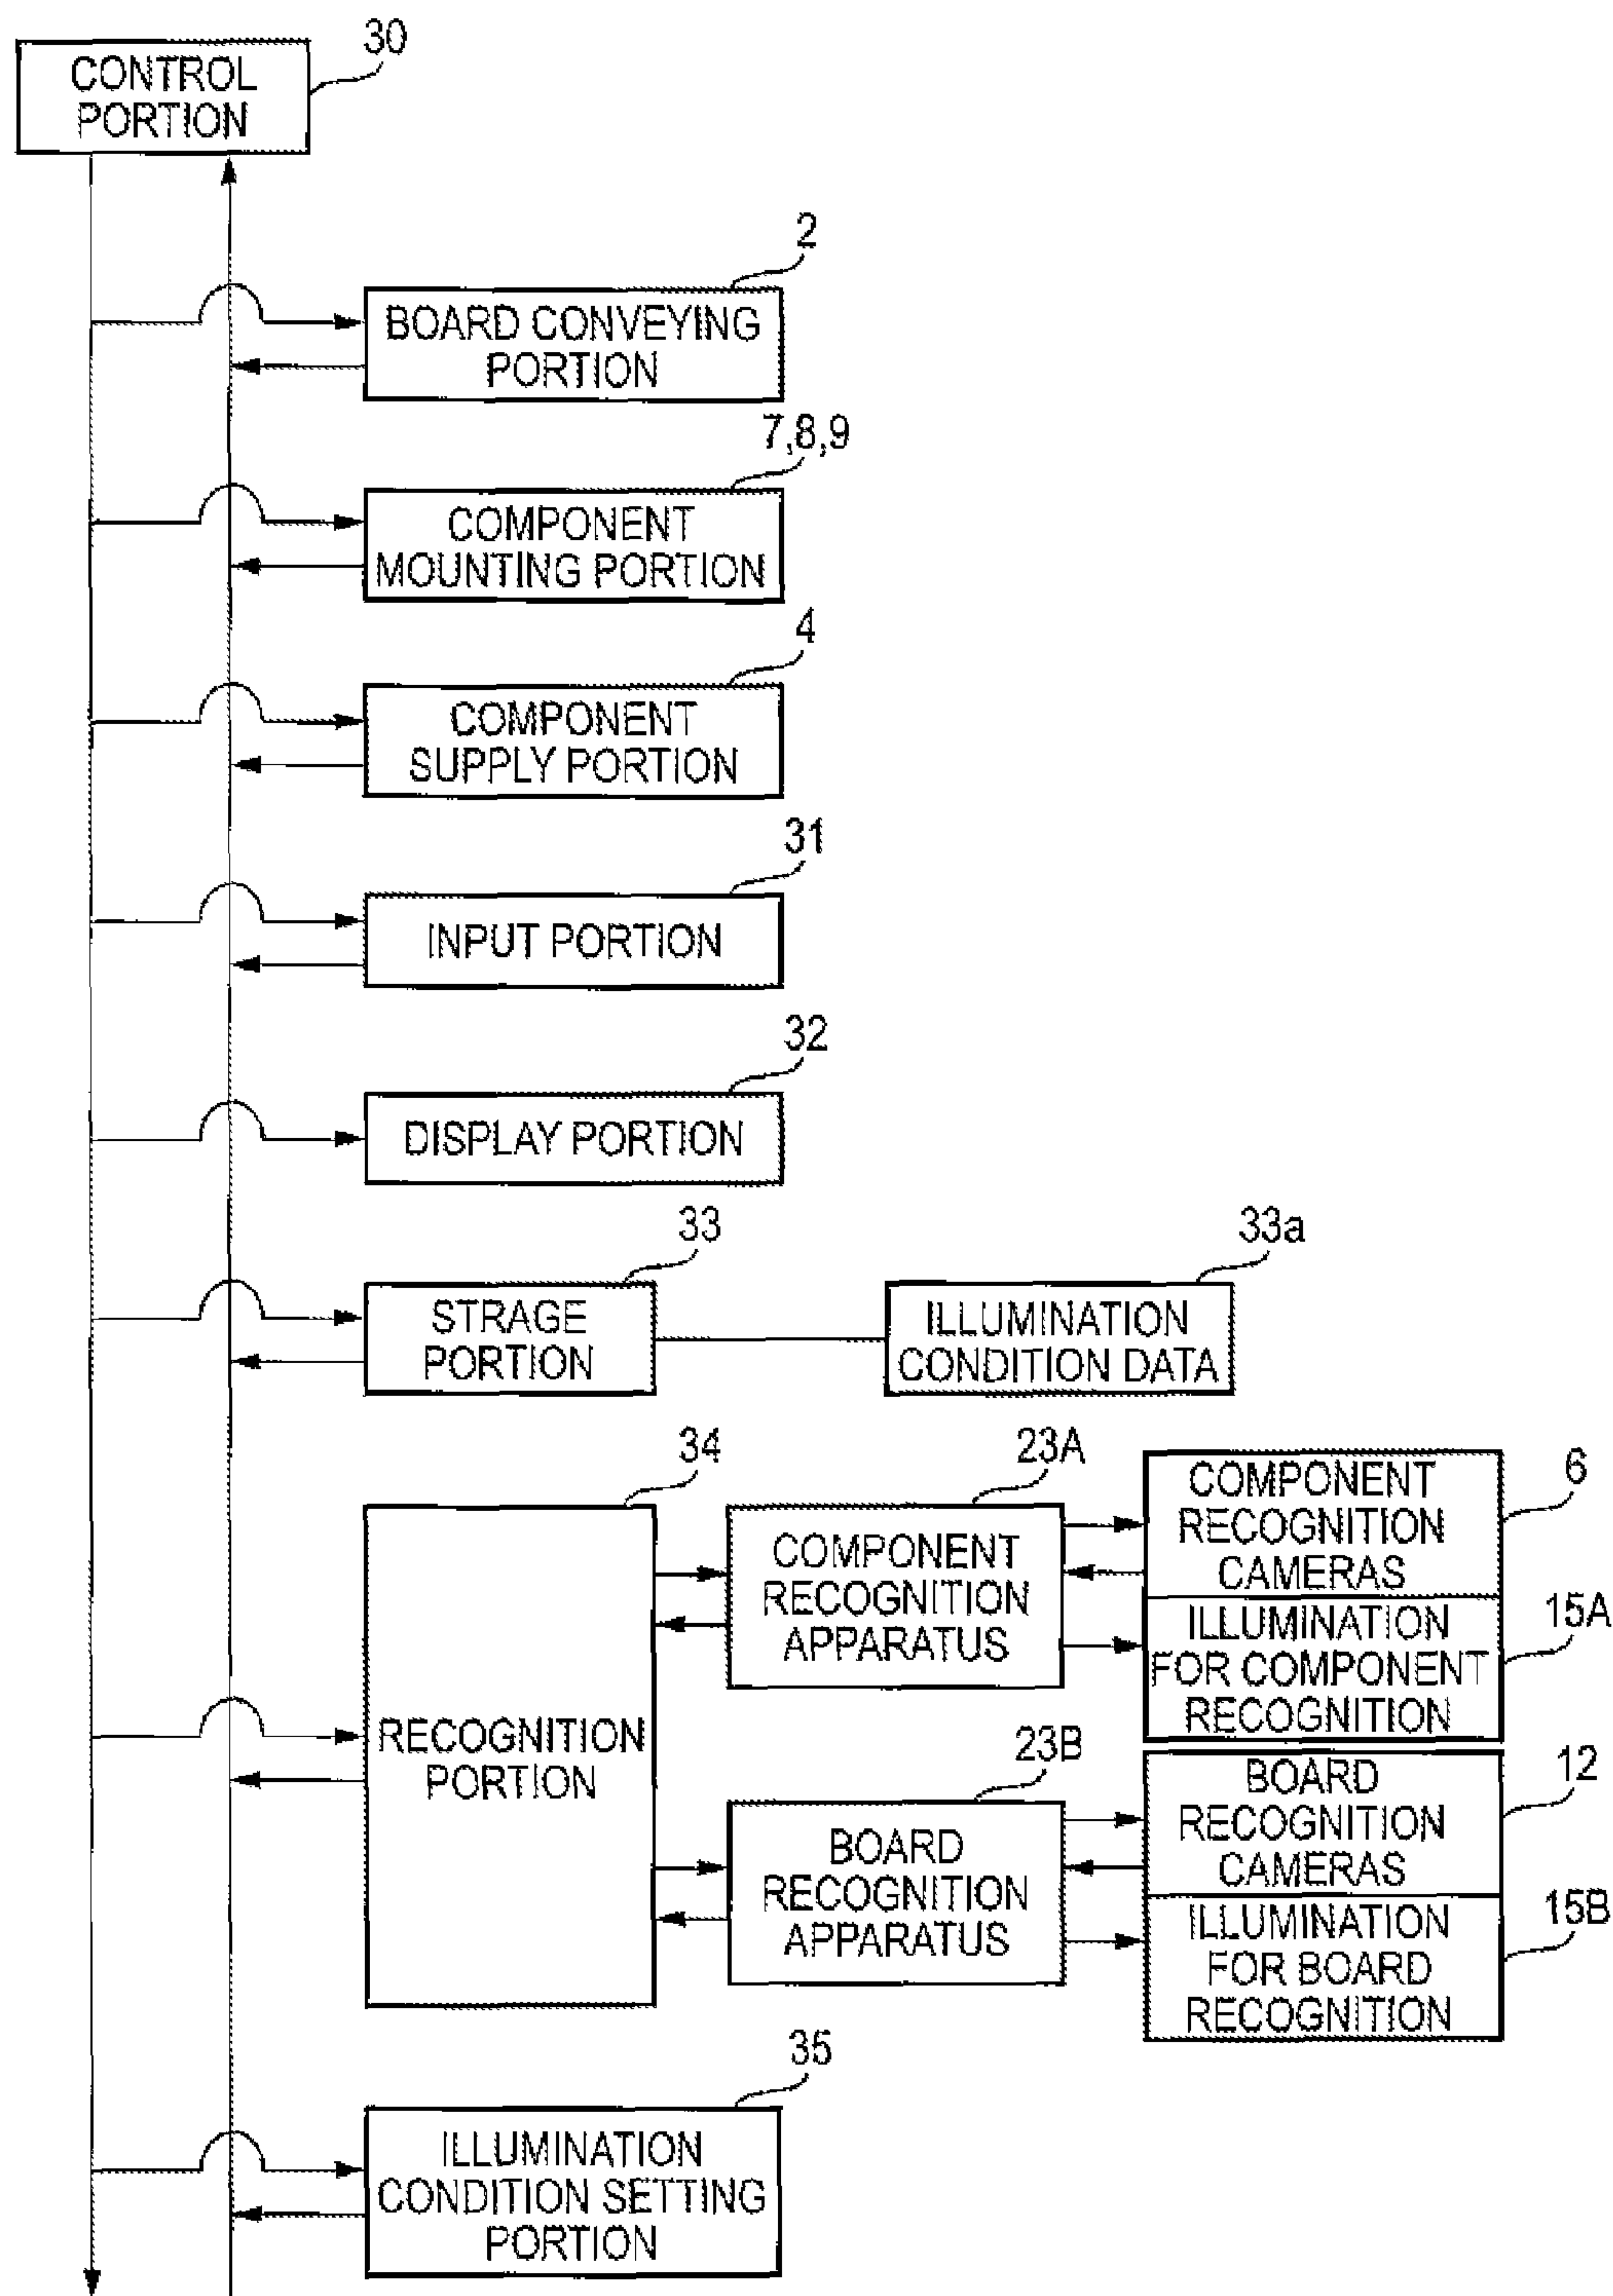 30
CONTROL
PORTION
2
BOARD CONVEYING
PORTION
7,8,9
COMPONENT
MOUNTING PORTION
4
COMPONENT
SUPPLY PORTION
31
INPUT PORTION
32
DISPLAY PORTION
33
STRAGE
PORTION
33a
ILLUMINATION
CONDITION DATA
34
RECOGNITION
PORTION
23A
COMPONENT
RECOGNITION
APPARATUS
6
COMPONENT
RECOGNITION
CAMERAS
15A
ILLUMINATION
FOR COMPONENT
RECOGNITION
23B
BOARD
RECOGNITION
APPARATUS
12
BOARD
RECOGNITION
CAMERAS
15B
ILLUMINATION
FOR BOARD
RECOGNITION
35
ILLUMINATION
CONDITION SETTING
PORTION